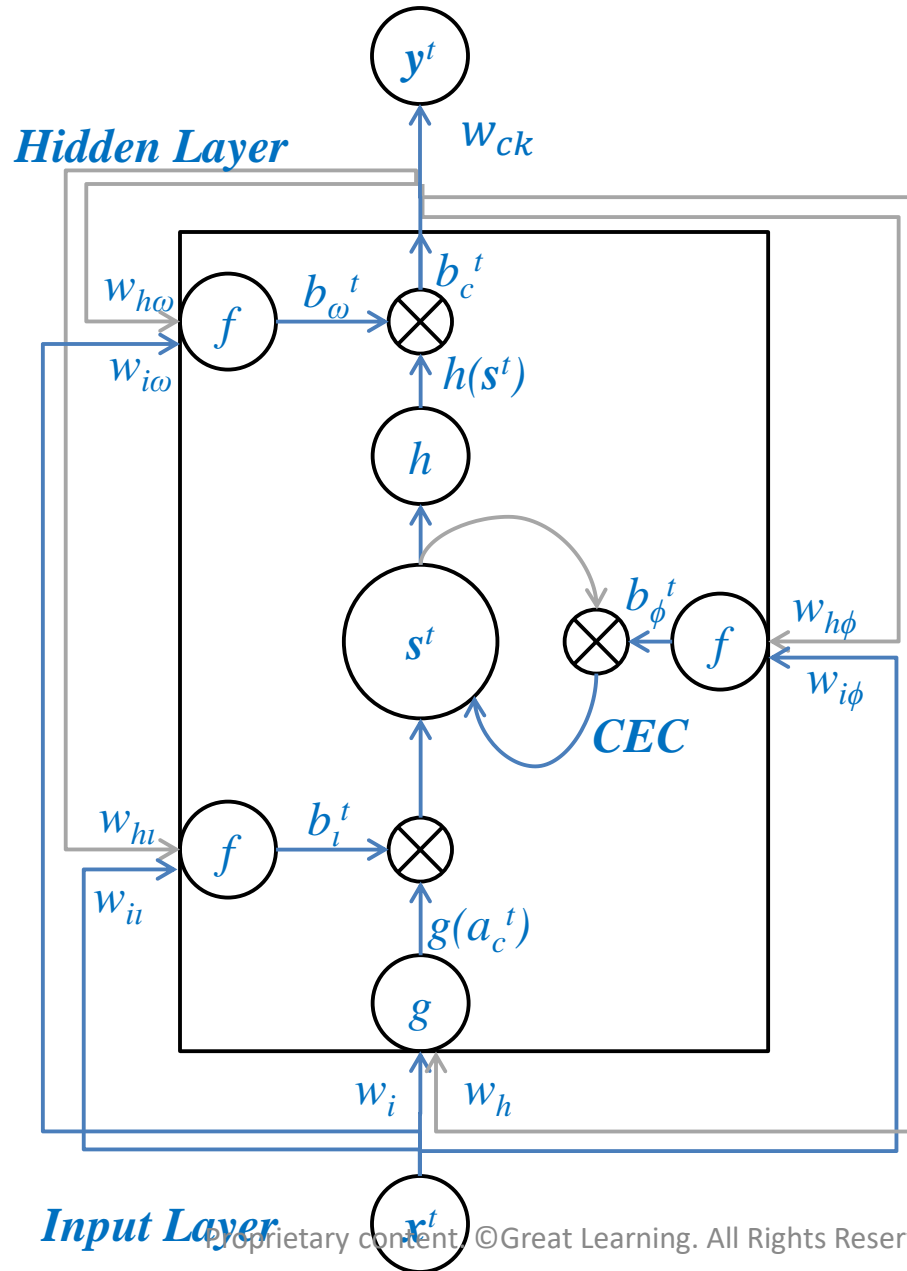 y^t
w_ck
Hidden Layer
b_c^t
w_hω
f
b_ω^t
w_iω
h(s^t)
h
b_ϕ^t
w_hϕ
s^t
f
w_iϕ
CEC
w_hι
f
b_ι^t
w_iι
g(a_c^t)
g
w_i
w_h
Input Layer
x^t
Proprietary content. ©Great Learning. All Rights Reser